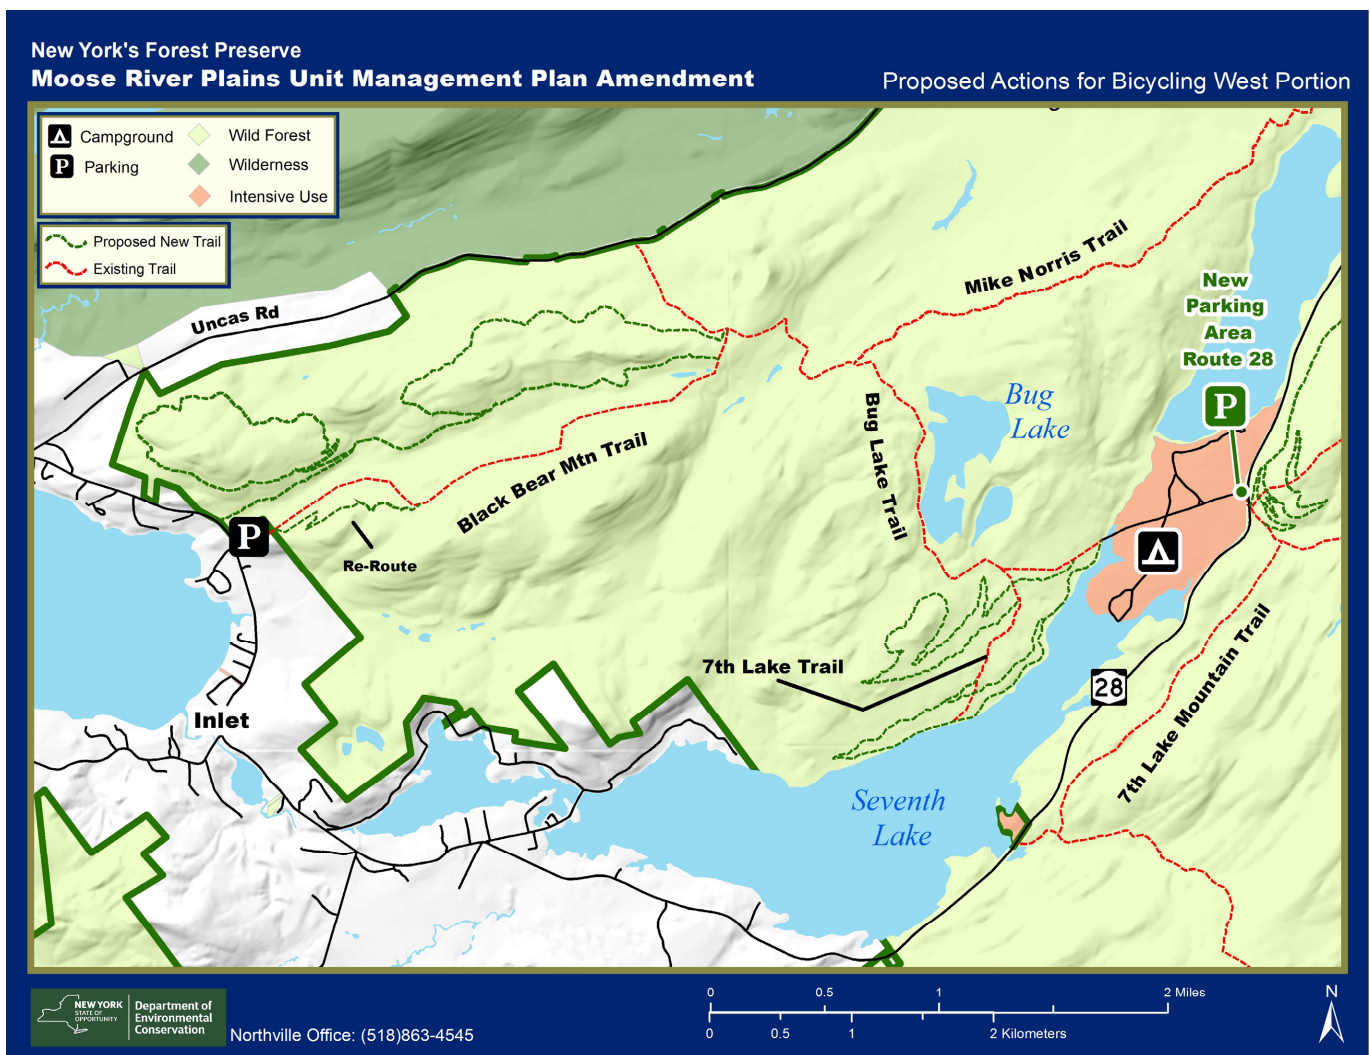 New York's Forest Preserve
Moose River Plains Unit Management Plan Amendment
Proposed Actions for Bicycling West Portion
Campground
P Parking
Wild Forest
Wilderness
Intensive Use
Proposed New Trail
Existing Trail
Uncas Rd
Mike Norris Trail
New
Parking
Area
Route 28
P
Bug
Lake
Bug Lake Trail
Black Bear Mtn Trail
P
Re-Route
7th Lake Trail
28
7th Lake Mountain Trail
Inlet
Seventh
Lake
NEW YORK
STATE OF
OPPORTUNITY
Department of
Environmental
Conservation
Northville Office: (518)863-4545
0 0.5 1 2 Miles
0 0.5 1 2 Kilometers
N